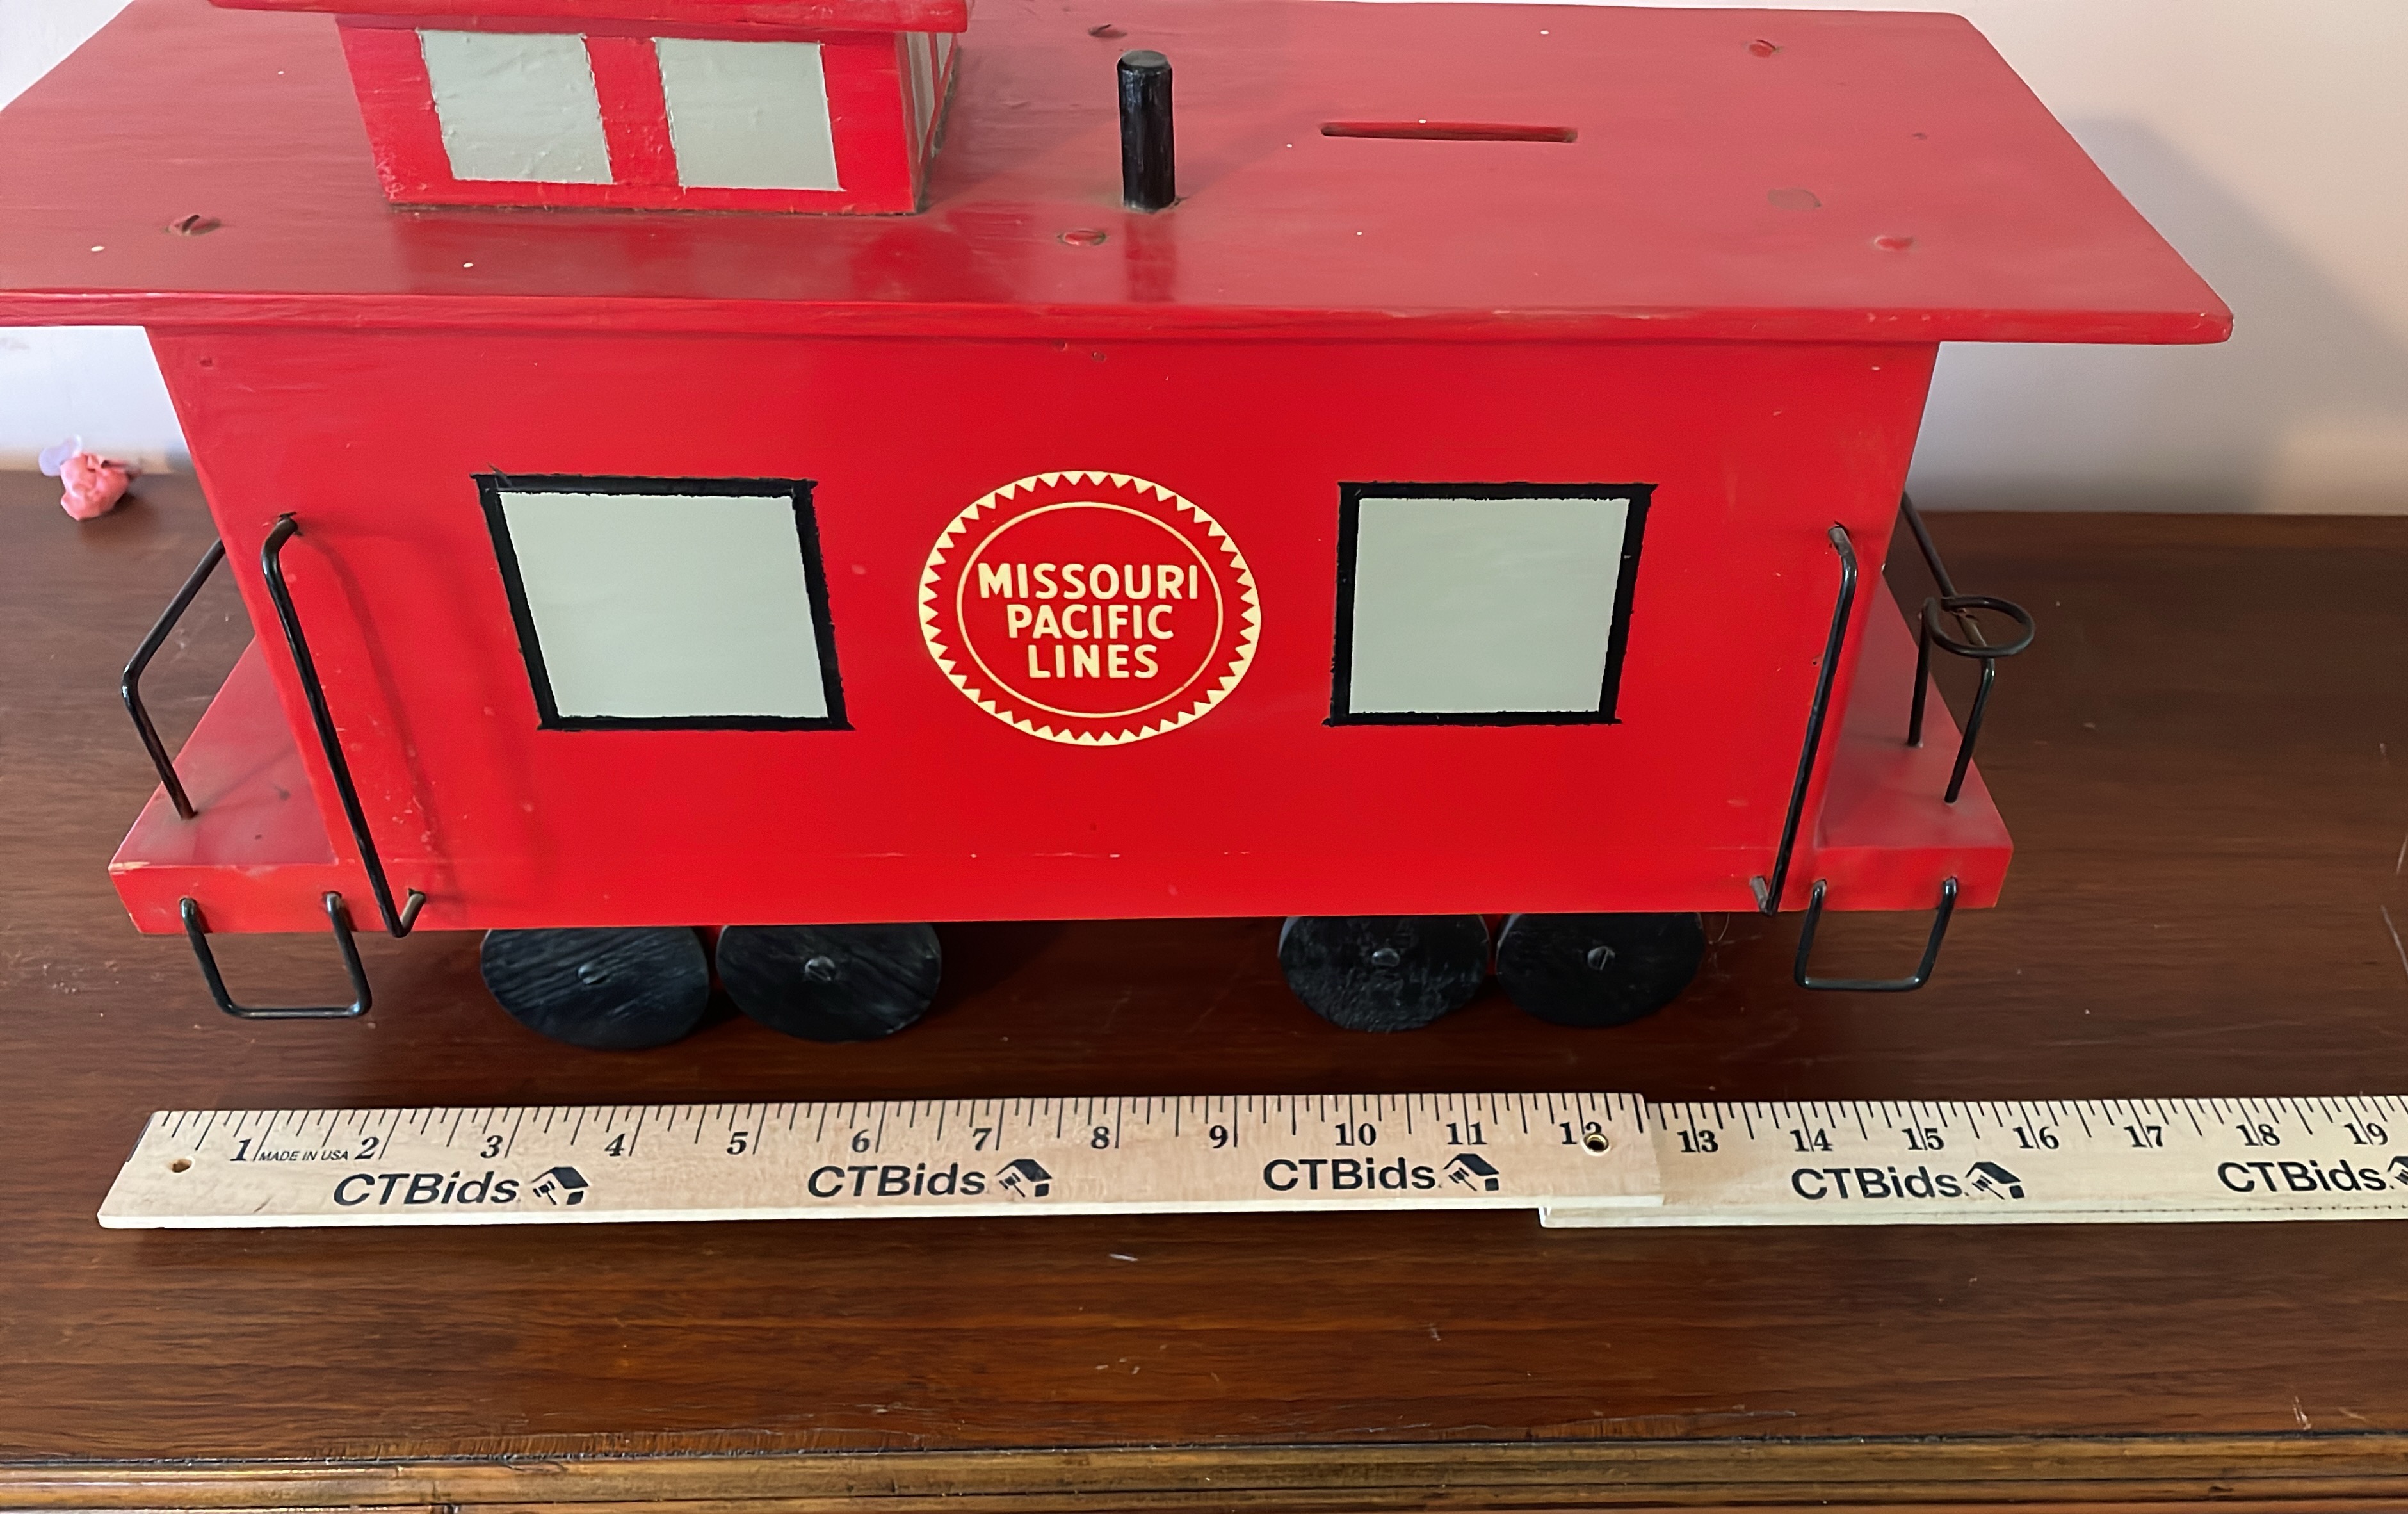 MISSOURI
PACIFIC
LINES
1 MADE IN USA 2 3 4 5 6 7 8 9 10 11 12 13 14 15 16 17 18 19
CTBids. CTBids. CTBids. CTBids. CTBids.